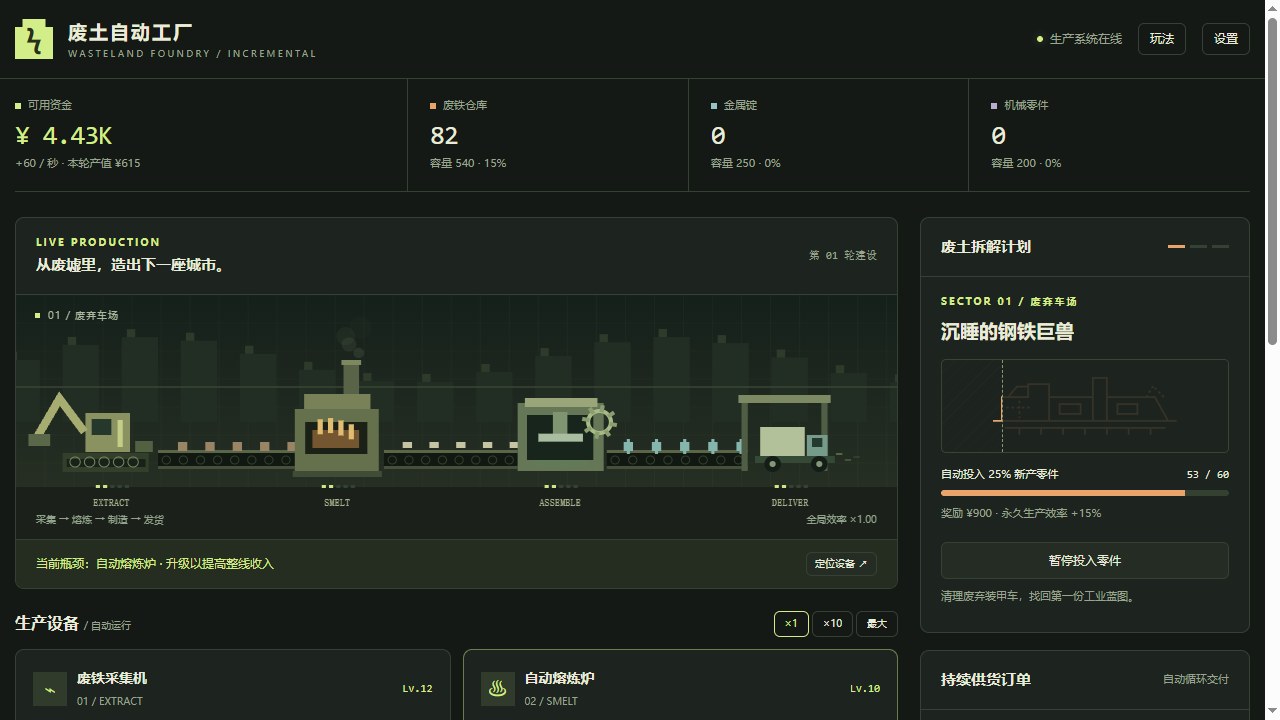 废土自动工厂
WASTELAND FOUNDRY / INCREMENTAL
生产系统在线
玩法
设置
可用资金
¥ 4.43K
+60 / 秒 · 本轮产值 ¥615
废铁仓库
82
容量 540 · 15%
金属锭
0
容量 250 · 0%
机械零件
0
容量 200 · 0%
LIVE PRODUCTION
从废墟里，造出下一座城市。
第 01 轮建设
01 / 废弃车场
EXTRACT
SMELT
ASSEMBLE
DELIVER
采集 → 熔炼 → 制造 → 发货
全局效率 ×1.00
当前瓶颈：自动熔炼炉 · 升级以提高整线收入
定位设备 ↗
生产设备 / 自动运行
×1
×10
最大
废铁采集机
01 / EXTRACT
Lv.12
自动熔炼炉
02 / SMELT
Lv.10
废土拆解计划
SECTOR 01 / 废弃车场
沉睡的钢铁巨兽
自动投入 25% 新产零件
53 / 60
奖励 ¥900 · 永久生产效率 +15%
暂停投入零件
清理废弃装甲车，找回第一份工业蓝图。
持续供货订单
自动循环交付